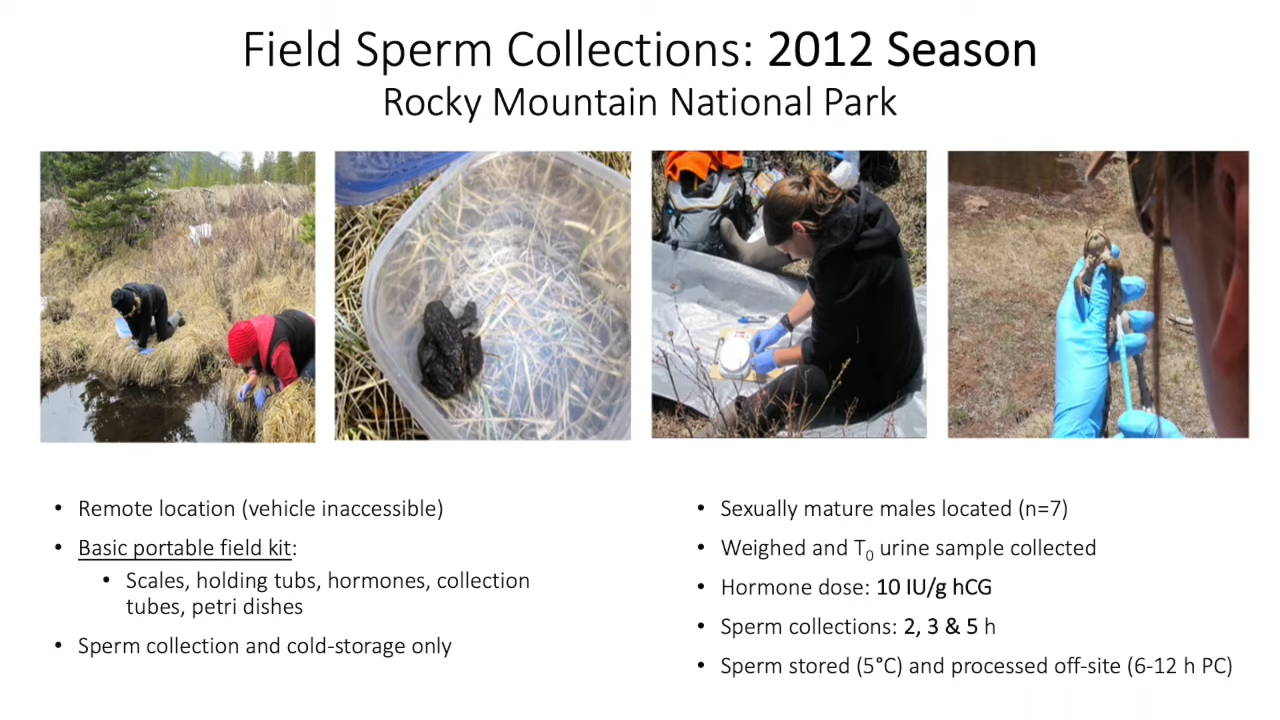 Field Sperm Collections: 2012 Season
Rocky Mountain National Park
• Remote location (vehicle inaccessible)
• Basic portable field kit:
• Scales, holding tubs, hormones, collection
tubes, petri dishes
• Sperm collection and cold-storage only
• Sexually mature males located (n=7)
• Weighed and T₀ urine sample collected
• Hormone dose: 10 IU/g hCG
• Sperm collections: 2, 3 & 5 h
• Sperm stored (5°C) and processed off-site (6-12 h PC)